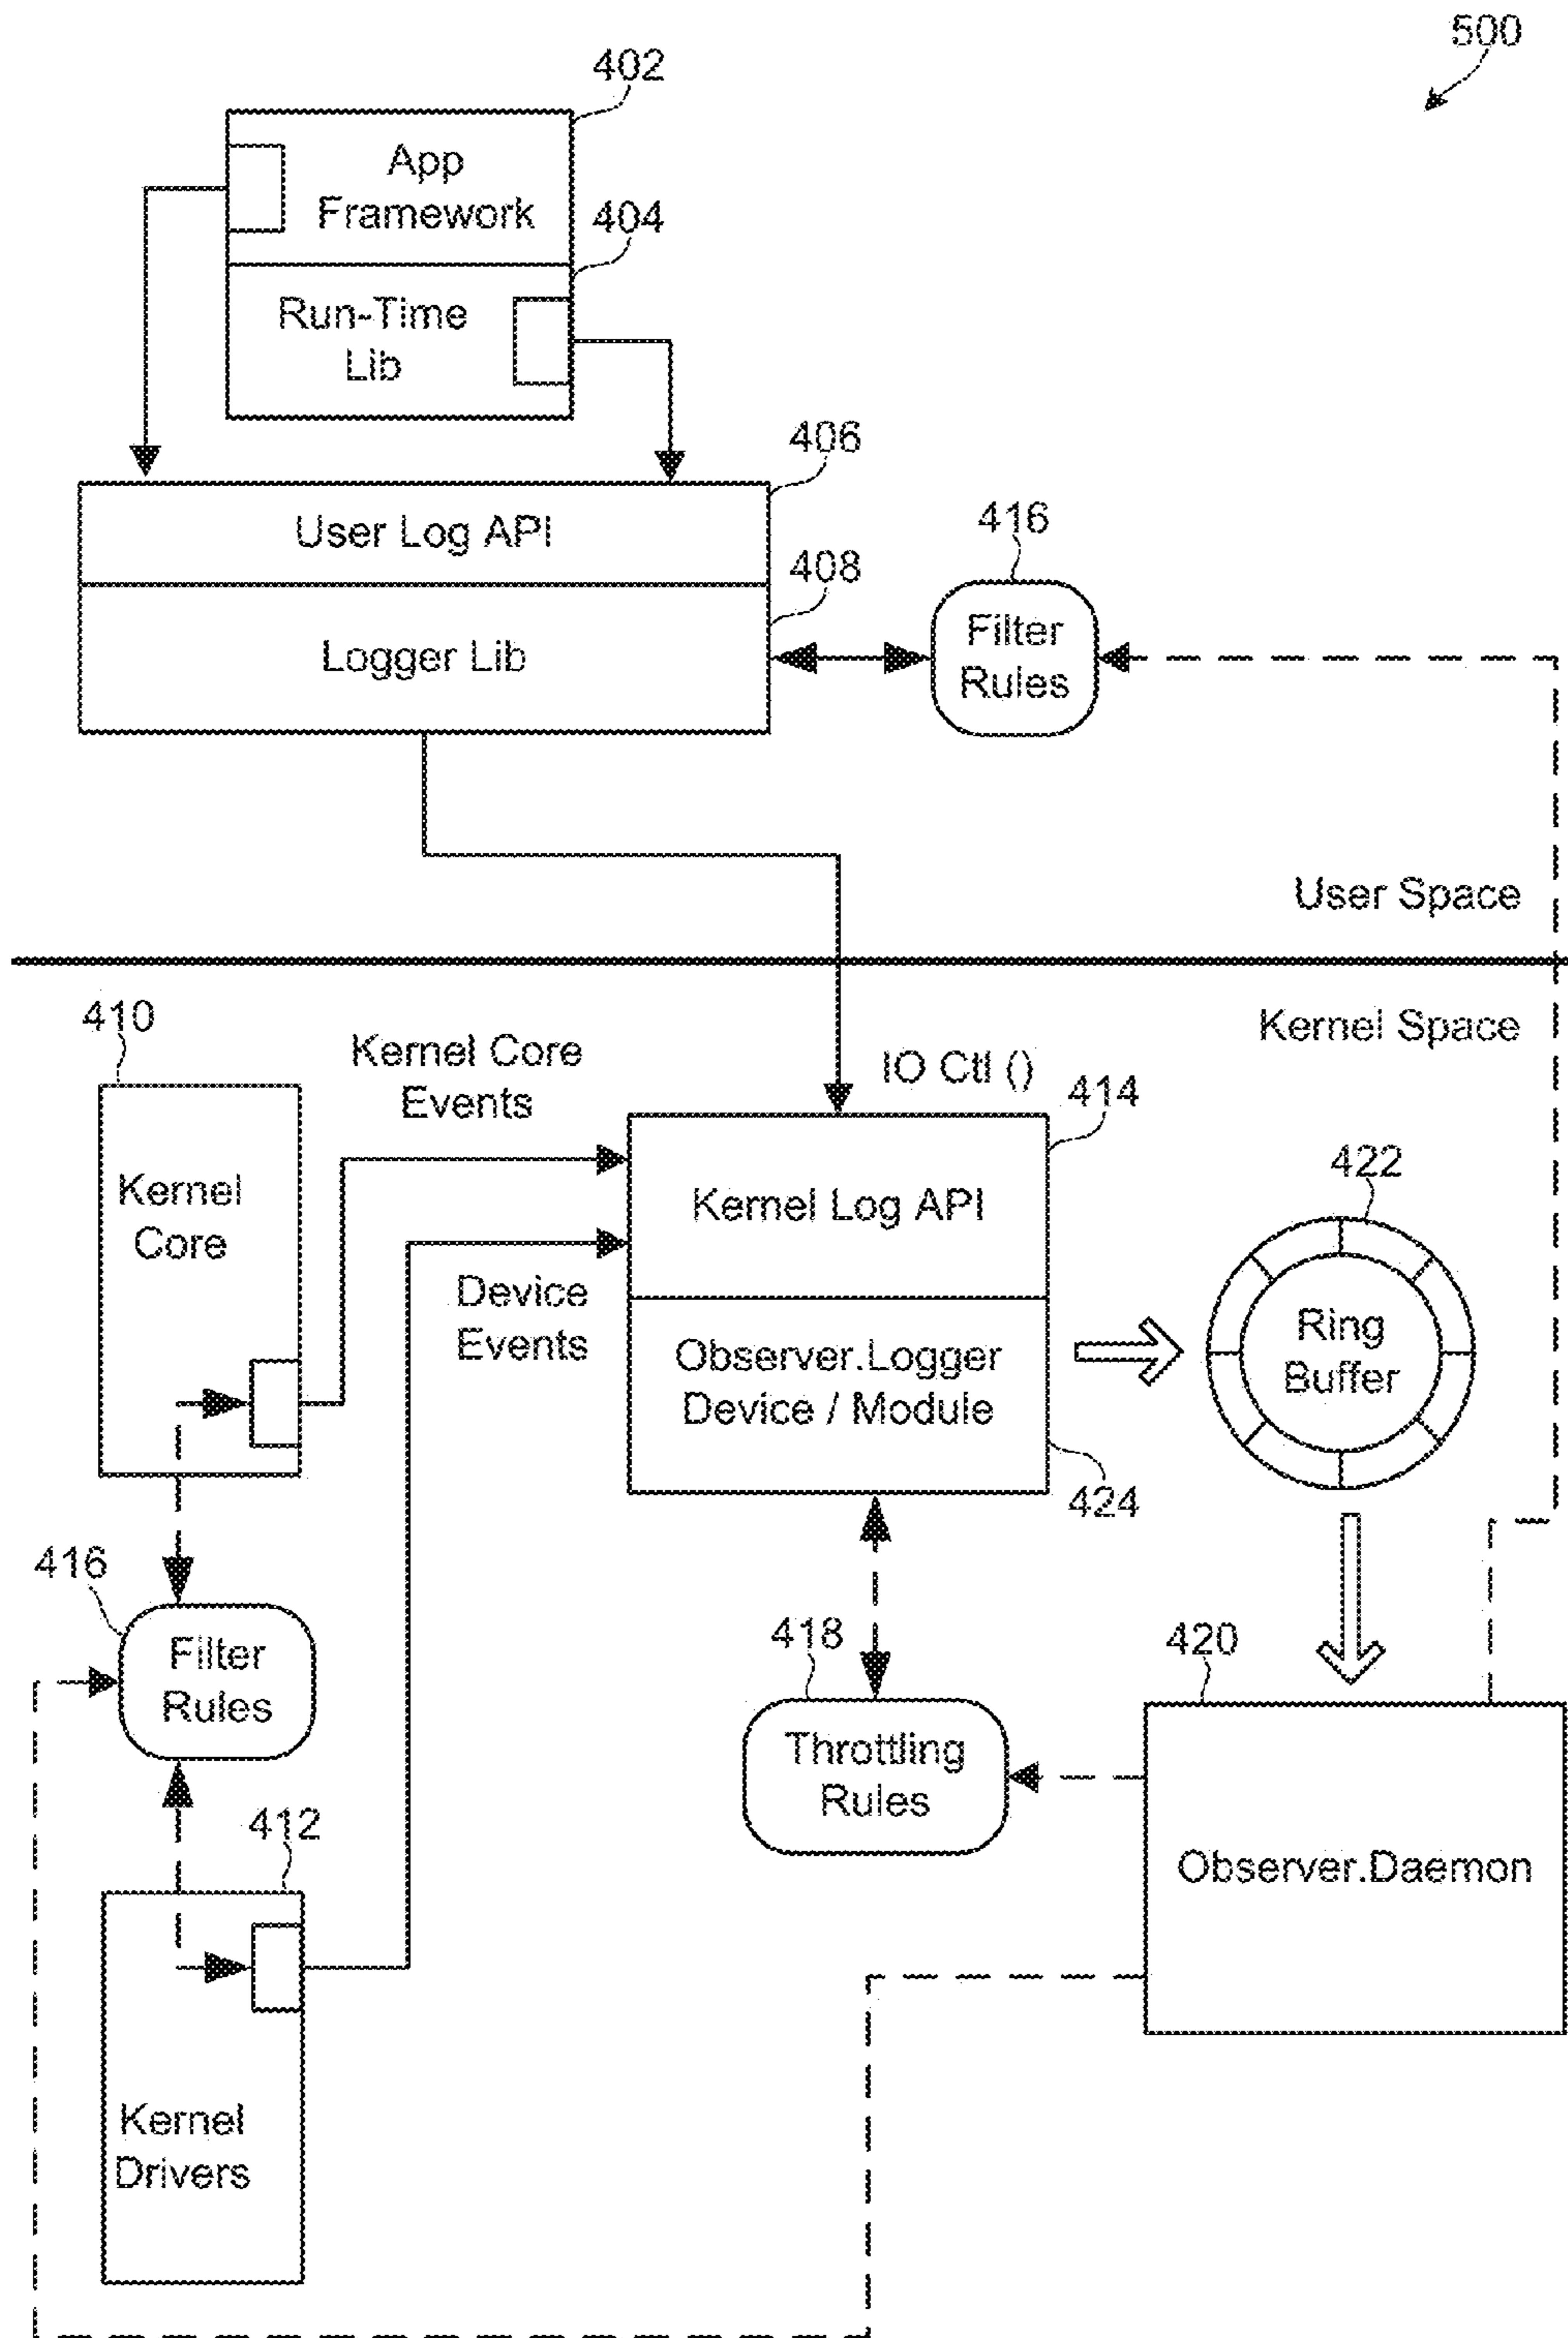 500
402
App
Framework
404
Run-Time
Lib
406
User Log API
416
408
Filter
Rules
Logger Lib
User Space
410
Kernel Space
Kernel Core
Events
IO Ctl ()
414
422
Kernel
Core
Kernel Log API
Device
Events
Ring
Buffer
Observer.Logger
Device / Module
424
416
Filter
Rules
418
420
Throttling
Rules
412
Observer.Daemon
Kernel
Drivers